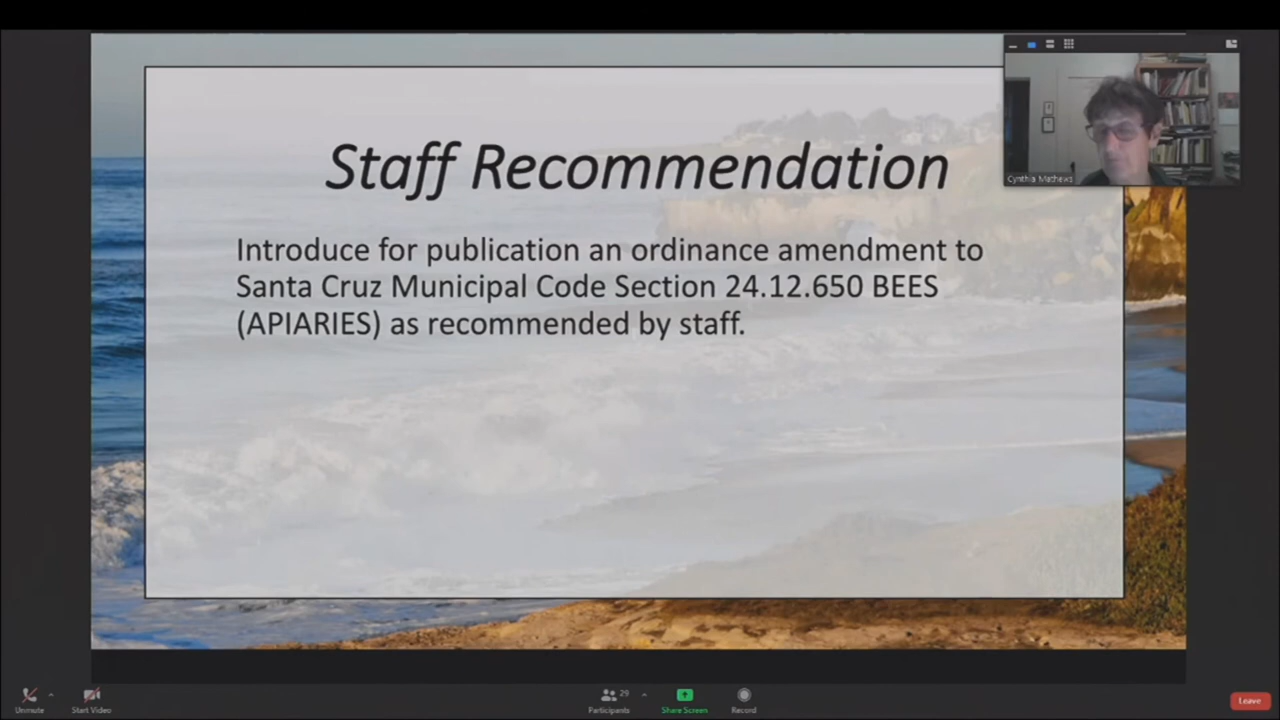 Staff Recommendation
Introduce for publication an ordinance amendment to
Santa Cruz Municipal Code Section 24.12.650 BEES
(APIARIES) as recommended by staff.
Cynthia Mathews
Unmute
Start Video
29
Participants
Share Screen
Record
Leave